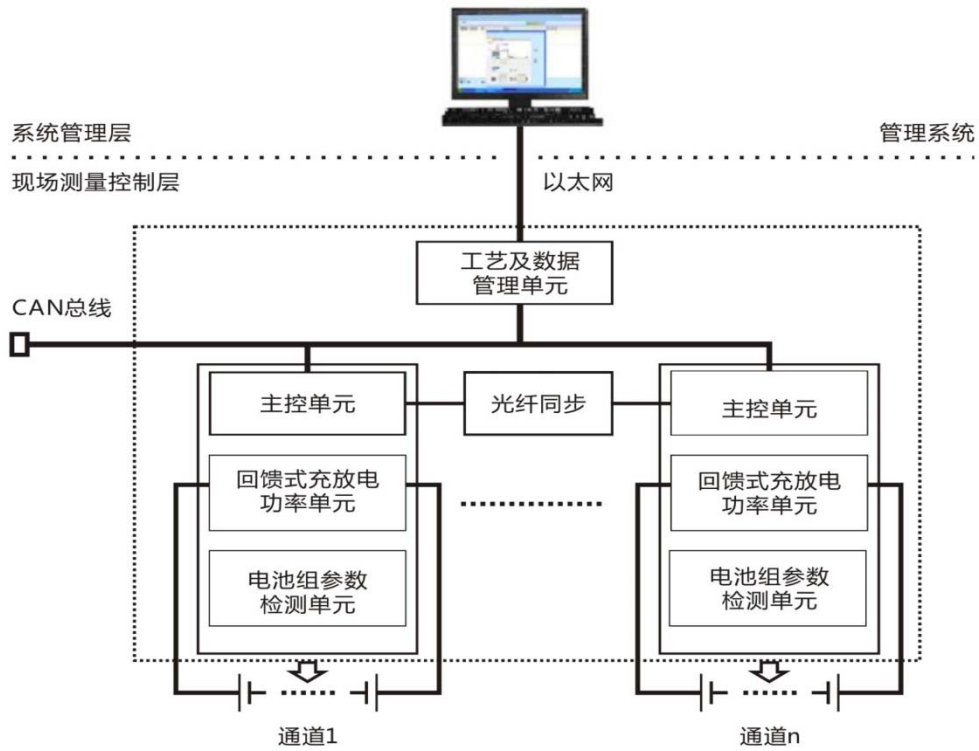 系统管理层
管理系统
现场测量控制层
以太网
工艺及数据
管理单元
CAN总线
主控单元
光纤同步
主控单元
回馈式充放电
功率单元
回馈式充放电
功率单元
电池组参数
检测单元
电池组参数
检测单元
通道1
通道n